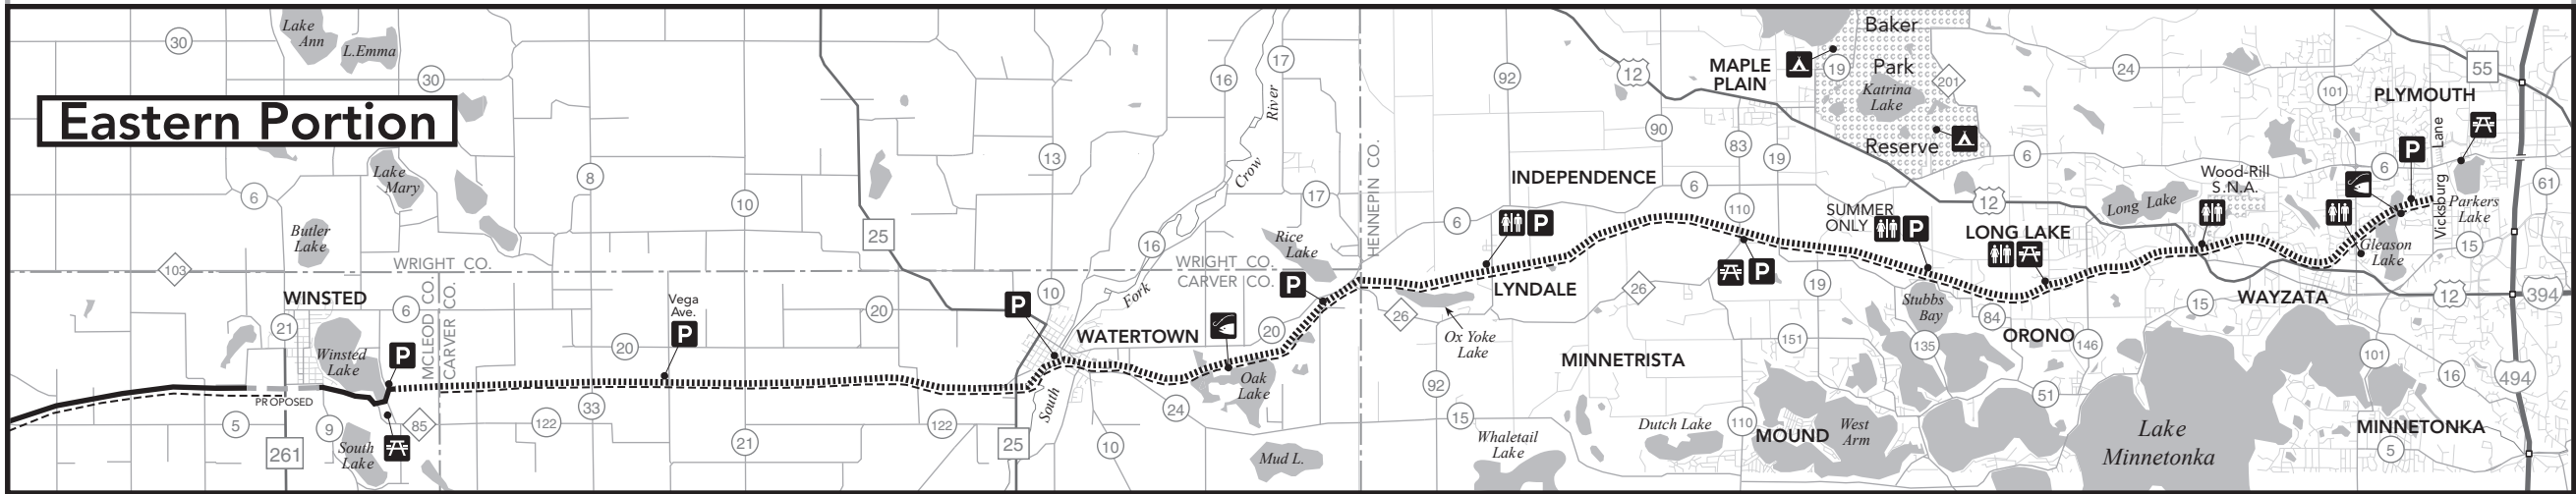 Eastern Portion
30
Lake
Ann
L.Emma
30
Lake
Mary
6
Butler
Lake
103
WRIGHT CO.
WINSTED
MCLEOD CO.
CARVER CO.
6
21
Winsted
Lake
P
PROPOSED
5
261
9
South
Lake
85
8
10
25
Vega
Ave.
P
20
20
33
122
21
122
25
P
10
WATERTOWN
South
Fork
Crow
River
13
16
17
16
17
Rice
Lake
WRIGHT CO.
CARVER CO.
HENNEPIN CO.
P
20
Oak
Lake
24
10
Mud L.
92
12
MAPLE
PLAIN
90
83
19
INDEPENDENCE
6
6
110
P
LYNDALE
26
26
Ox Yoke
Lake
MINNETRISTA
92
15
Whaletail
Lake
Dutch Lake
110
MOUND
West
Arm
151
19
P
SUMMER
ONLY
P
Baker
Park
Reserve
19
Katrina
Lake
201
24
6
12
Long Lake
LONG LAKE
Stubbs
Bay
84
135
ORONO
146
51
Lake
Minnetonka
15
WAYZATA
Wood-Rill
S.N.A.
101
PLYMOUTH
55
P
6
Vicksburg Lane
Parkers
Lake
61
15
Gleason
Lake
12
394
101
16
494
MINNETONKA
5